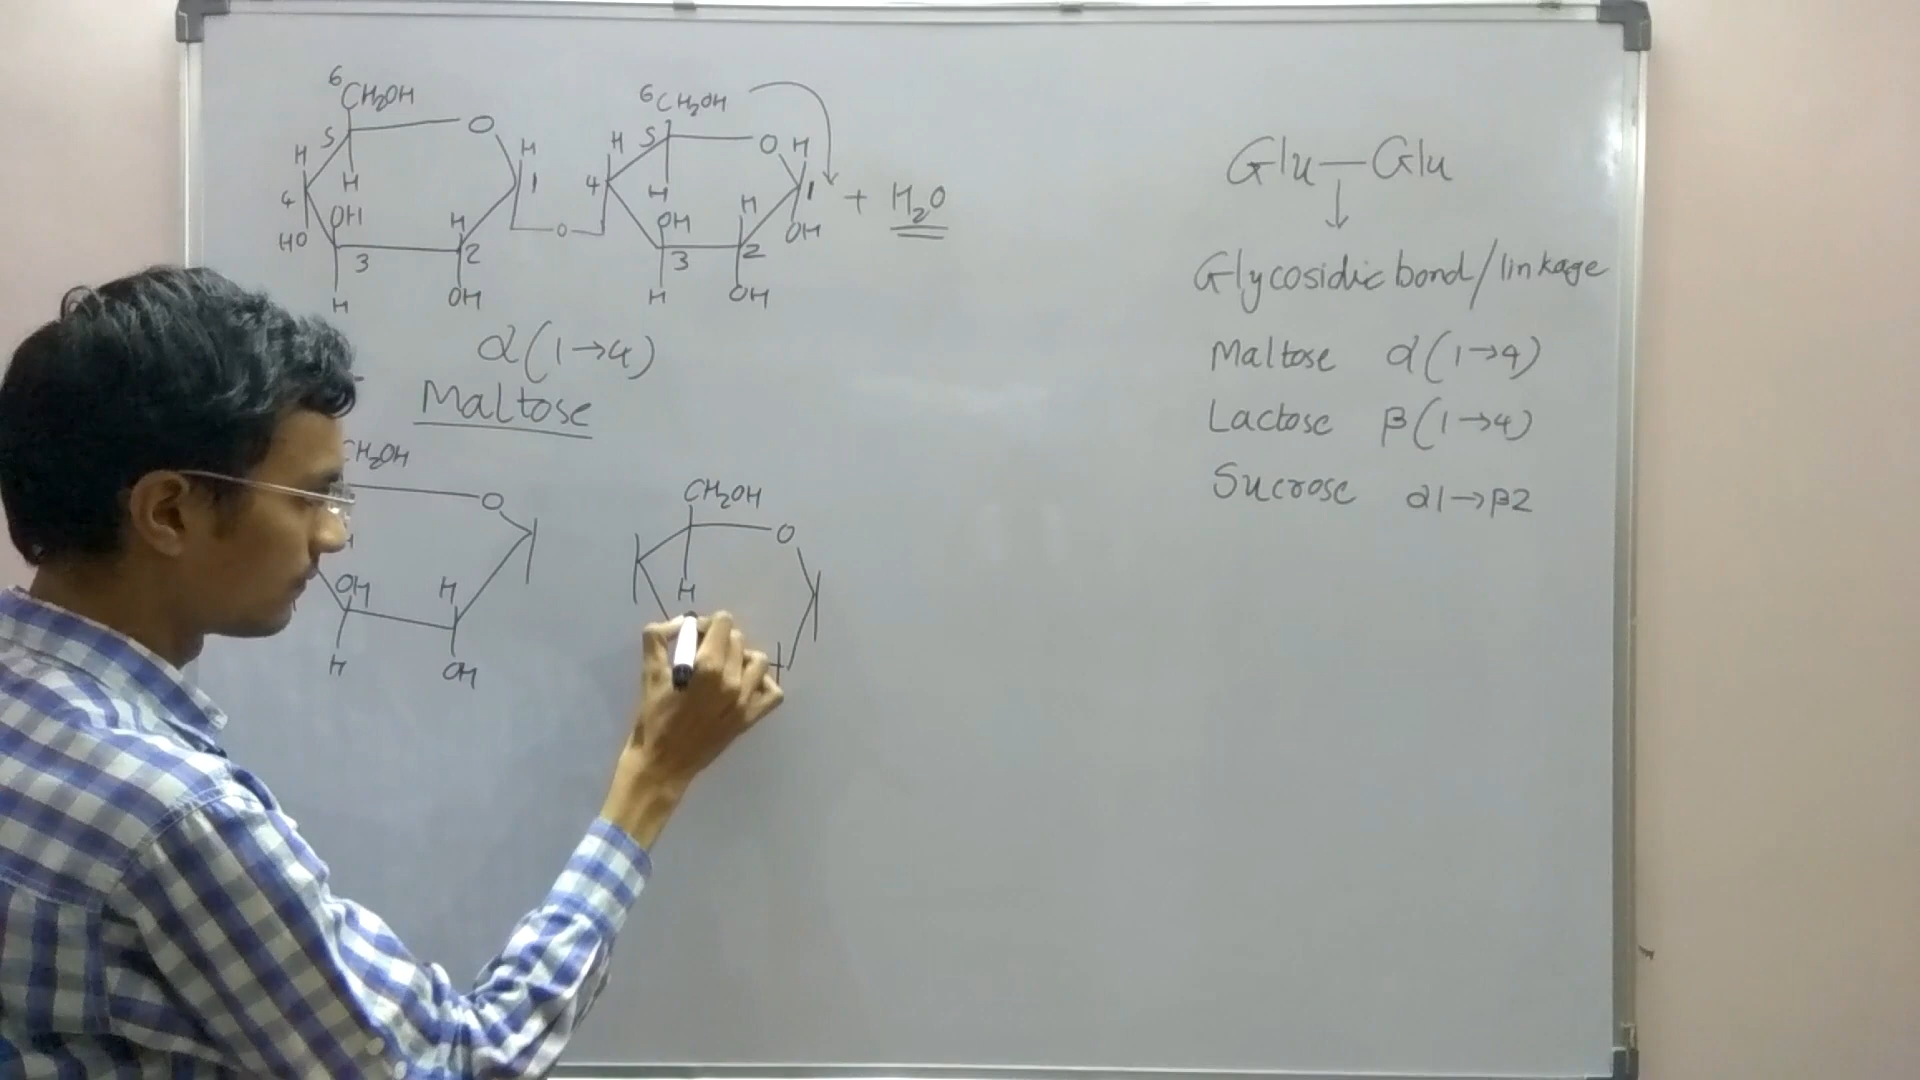 6CH2OH 6CH2OH
5 O H 5 O H
H H H
4 H 1 4 H 1 + H2O
OH H OH H
HO O OH
3 2 3 2
H OH H OH
α(1→4)
Maltose
CH2OH
O
H
OH H
H OH
CH2OH
O
H
Glu—Glu
↓
Glycosidic bond/linkage
Maltose α(1→4)
Lactose β(1→4)
Sucrose α1→β2